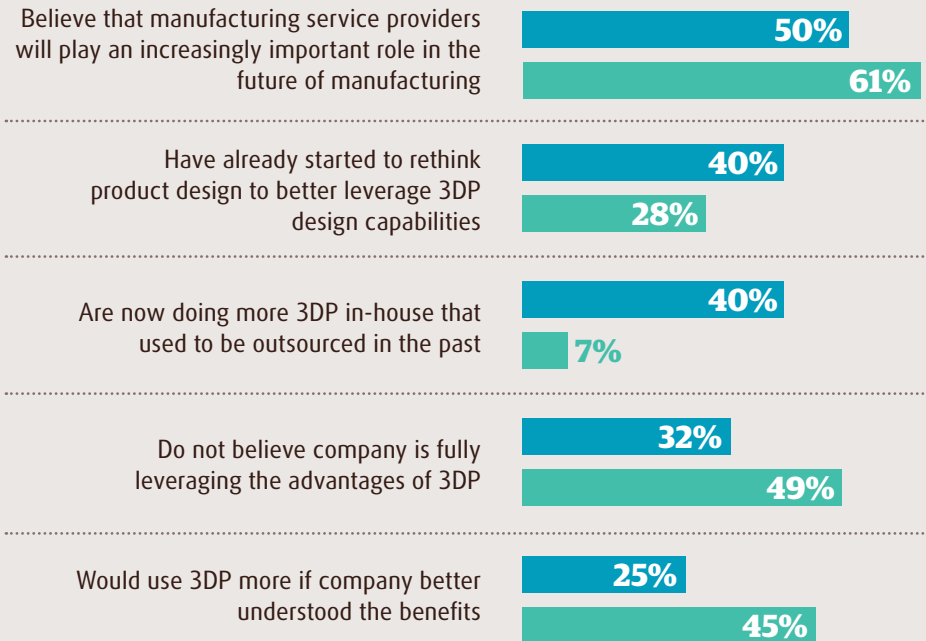 Believe that manufacturing service providers
will play an increasingly important role in the
future of manufacturing
50%
61%
Have already started to rethink
product design to better leverage 3DP
design capabilities
40%
28%
Are now doing more 3DP in-house that
used to be outsourced in the past
40%
7%
Do not believe company is fully
leveraging the advantages of 3DP
32%
49%
Would use 3DP more if company better
understood the benefits
25%
45%